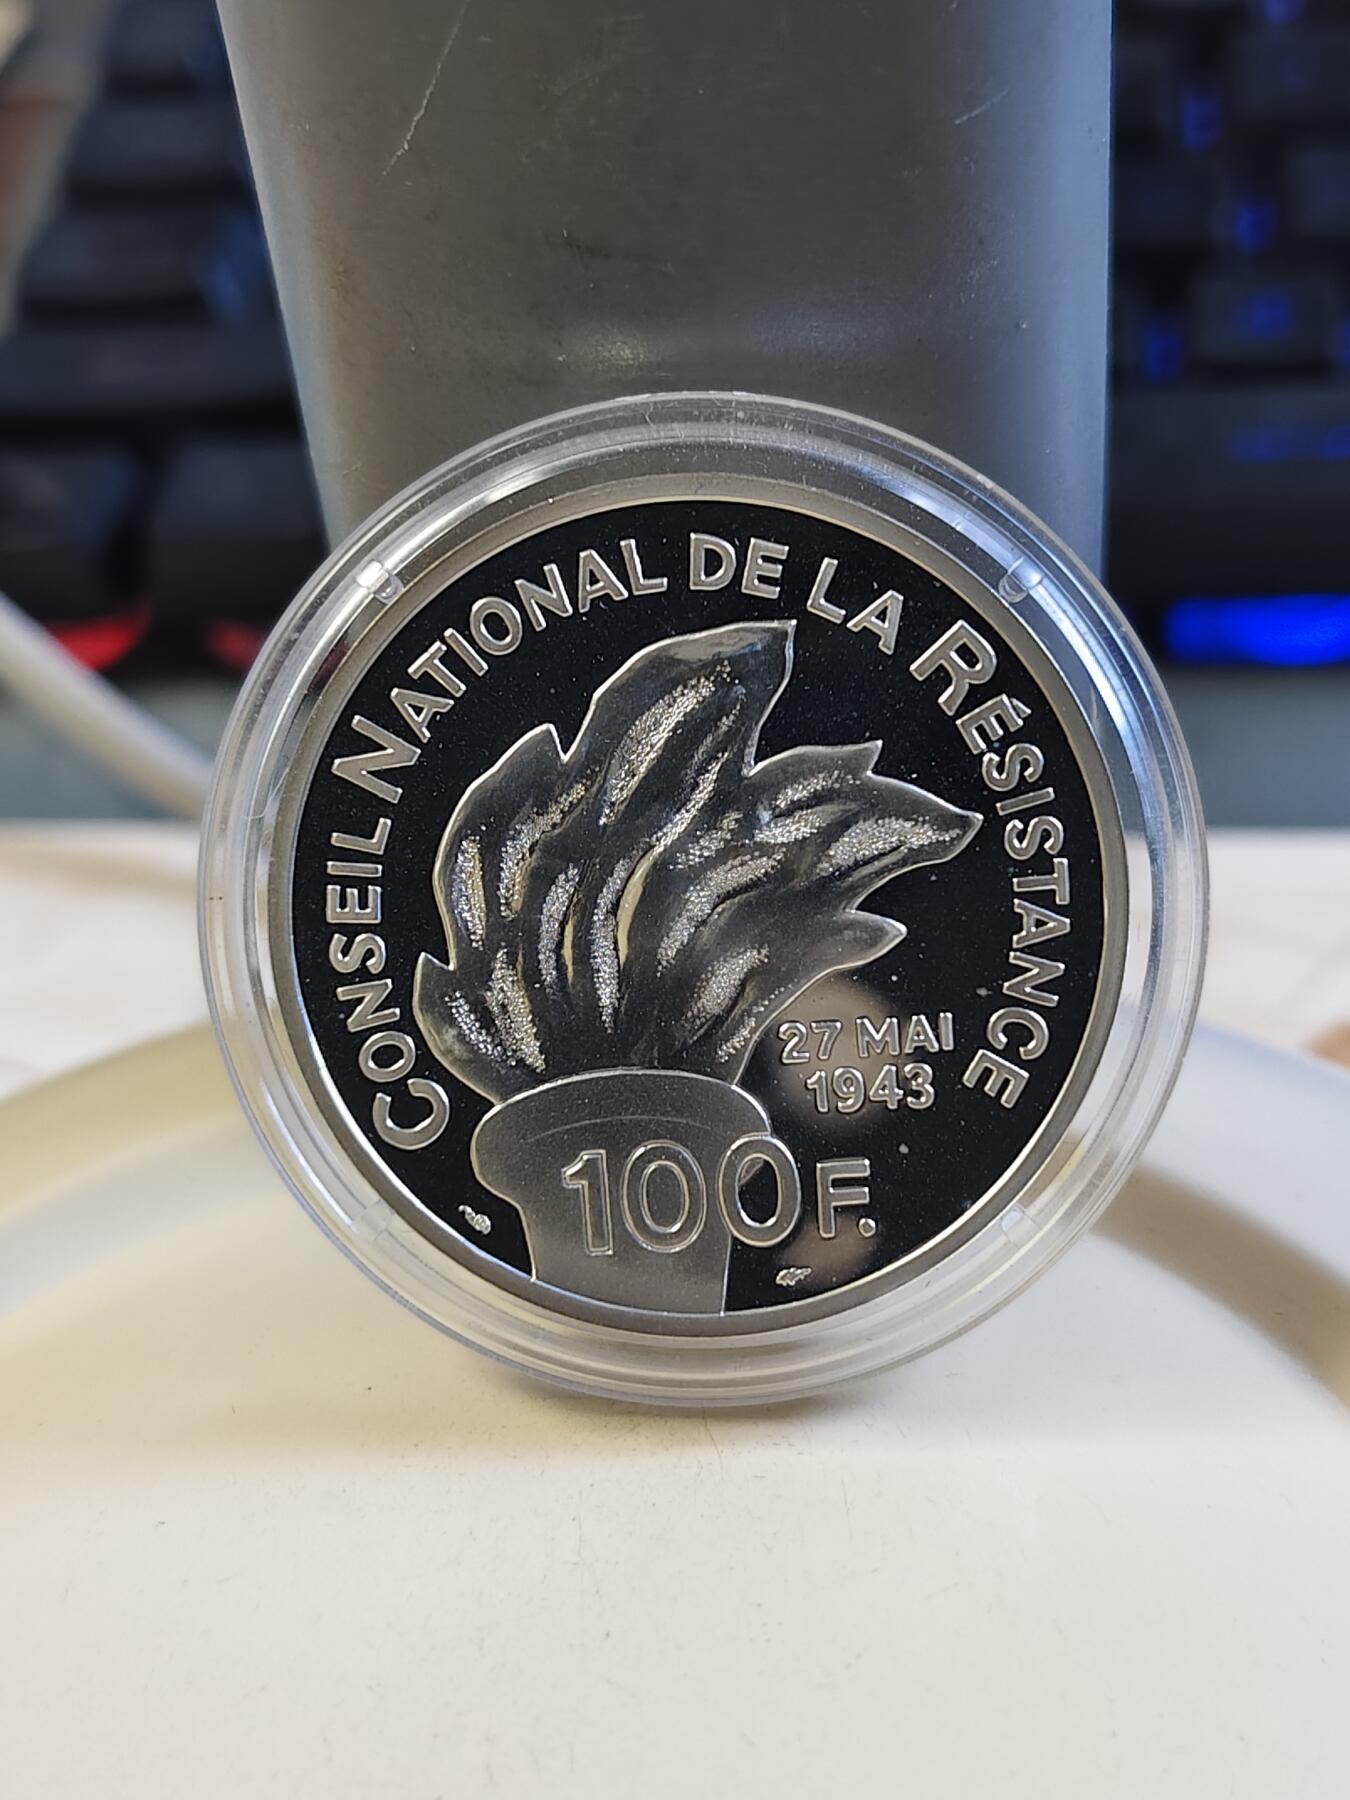 CONSEIL NATIONAL DE LA RÉSISTANCE
27 MAI
1943
100F.